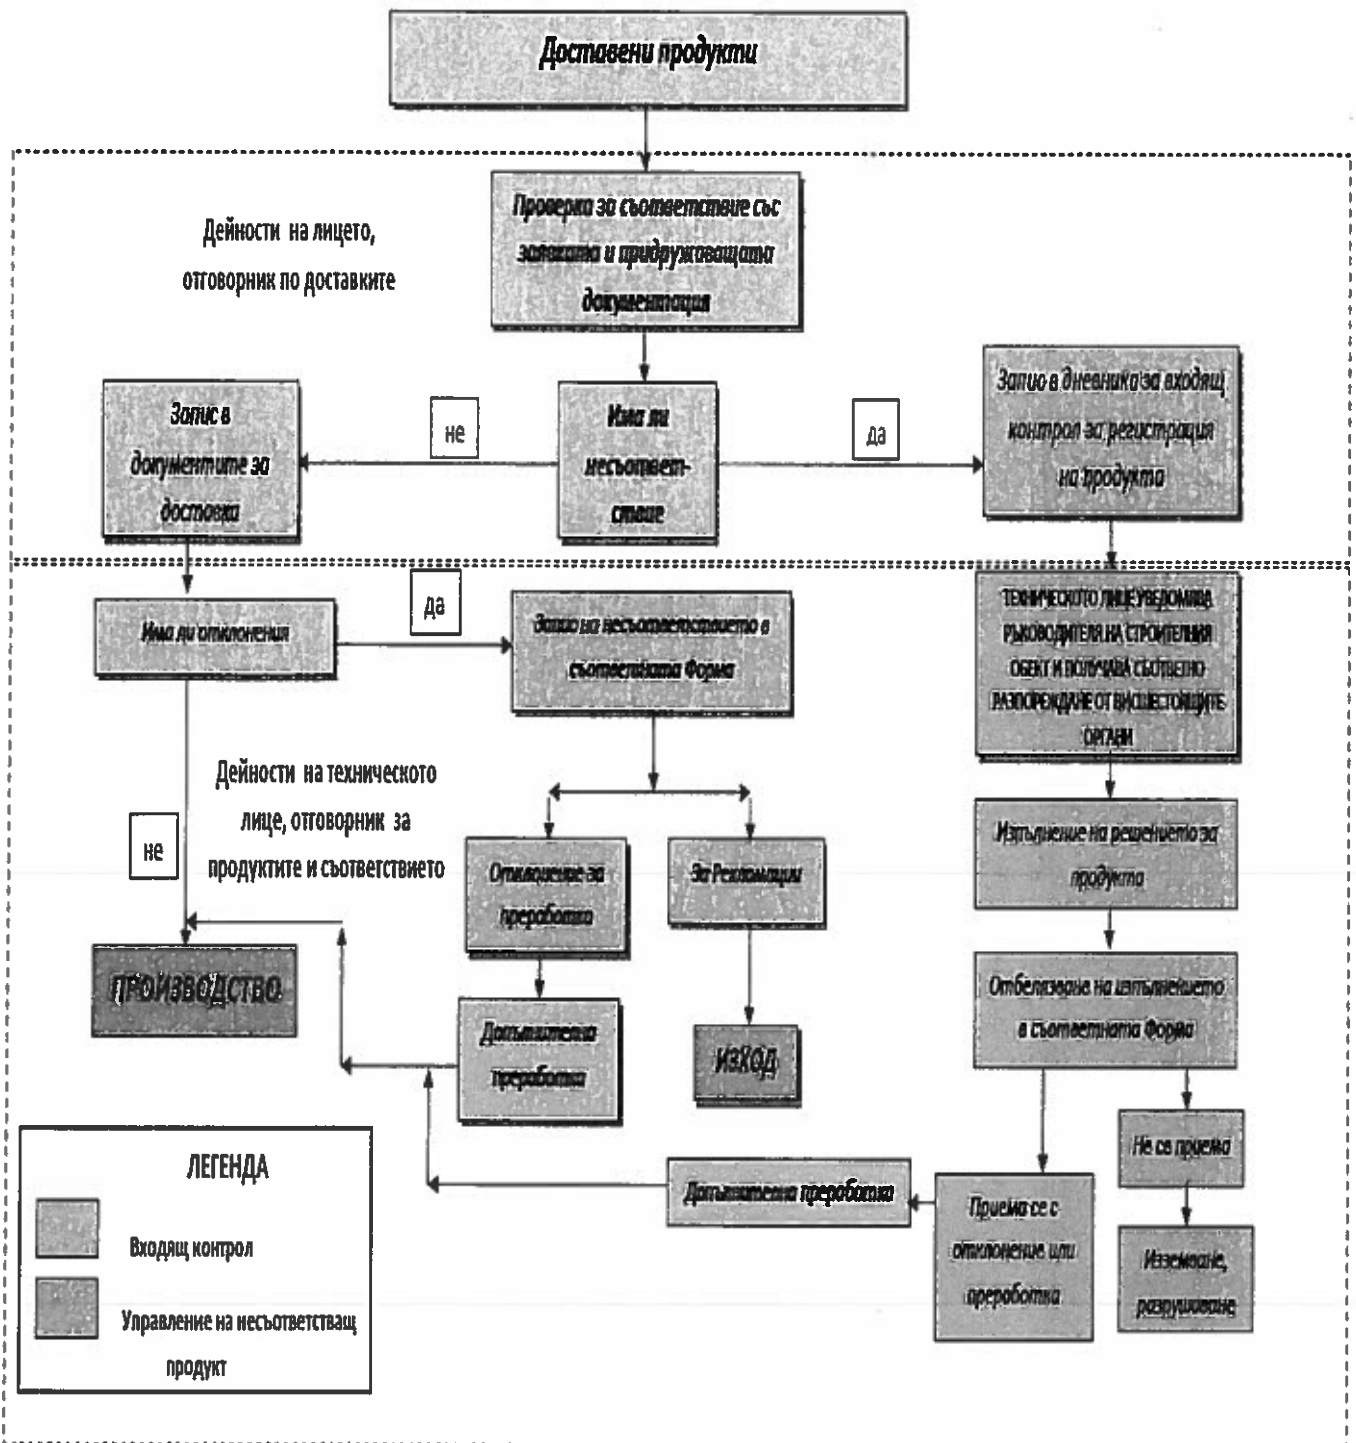 Доставени продукти
Проверка за съответствие със
заявката и придружаващата
документация
Дейности на лицето,
отговорник по доставките
Запис в
документите за
доставка
не
Има ли
несъответ-
ствие
да
Запис в дневника за входящ
контрол за регистрация
на продукта
Има ли отклонения
да
Запис на несъответствието в
съответната Форма
ТЕХНИЧЕСКОТО ЛИЦЕ УВЕДОМЯВА
РЪКОВОДИТЕЛЯ НА СТРОИТЕЛНИЯ
ОБЕКТ И ПОЛУЧАВА СЪОТВЕТНО
РАЗПОРЕЖДАНЕ ОТ ВИСШЕСТОЯЩИТЕ
ОРГАНИ
Дейности на техническото
лице, отговорник за
продуктите и съответствието
не
Отклонение за
преработка
За Рекламации
Изпълнение на решението за
продукта
ПРОИЗВОДСТВО
Допълнителна
преработка
ИЗХОД
Отбелязване на изпълнението
в съответната Форма
Не се приема
Допълнителна преработка
Приема се с
отклонение или
преработка
Изземване,
разрушаване
ЛЕГЕНДА
Входящ контрол
Управление на несъответстващ
продукт